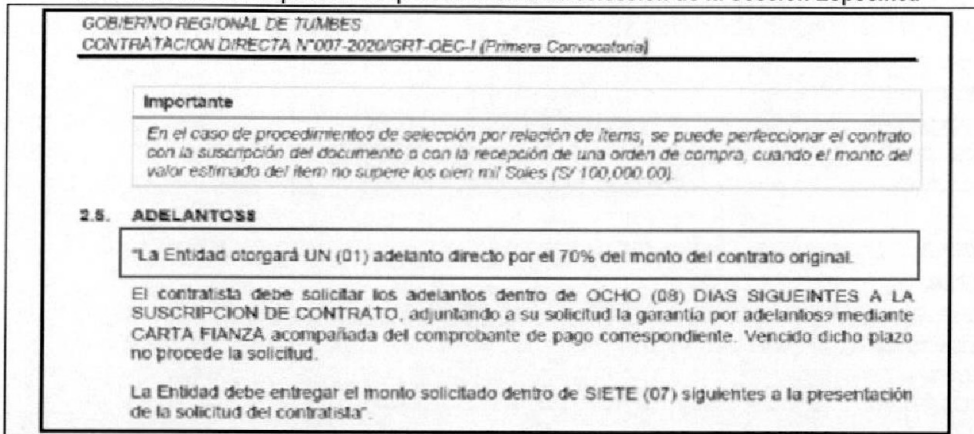 GOBIERNO REGIONAL DE TUMBES
CONTRATACION DIRECTA N°007-2020/GRT-OEC-I (Primera Convocatoria)
Importante
En el caso de procedimientos de selección por relación de ítems, se puede perfeccionar el contrato
con la suscripción del documento o con la recepción de una orden de compra, cuando el monto del
valor estimado del ítem no supere los cien mil Soles (S/ 100,000.00).
2.5. ADELANTOS8
"La Entidad otorgará UN (01) adelanto directo por el 70% del monto del contrato original.
El contratista debe solicitar los adelantos dentro de OCHO (08) DIAS SIGUEINTES A LA
SUSCRIPCION DE CONTRATO, adjuntando a su solicitud la garantía por adelantos9 mediante
CARTA FIANZA acompañada del comprobante de pago correspondiente. Vencido dicho plazo
no procede la solicitud.
La Entidad debe entregar el monto solicitado dentro de SIETE (07) siguientes a la presentación
de la solicitud del contratista".